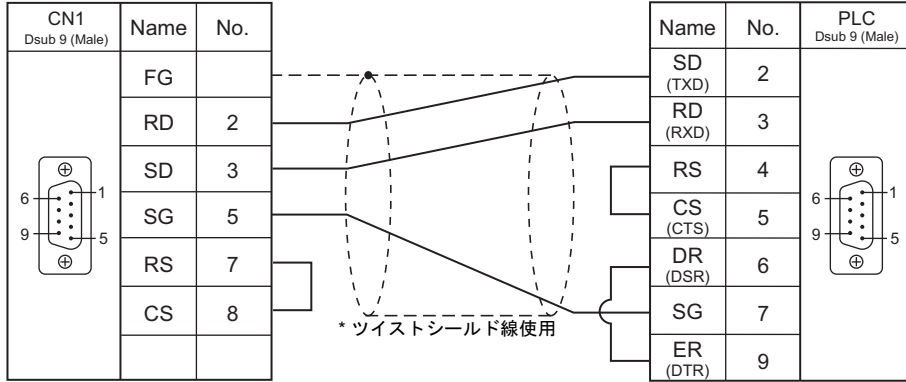 CN1
Dsub 9 (Male)
Name No.
FG
RD 2
SD 3
SG 5
RS 7
CS 8
6 1
9 5
* ツイストシールド線使用
Name No.
PLC
Dsub 9 (Male)
SD
(TXD)
2
RD
(RXD)
3
RS 4
CS
(CTS)
5
DR
(DSR)
6
SG 7
ER
(DTR)
9
6 1
9 5